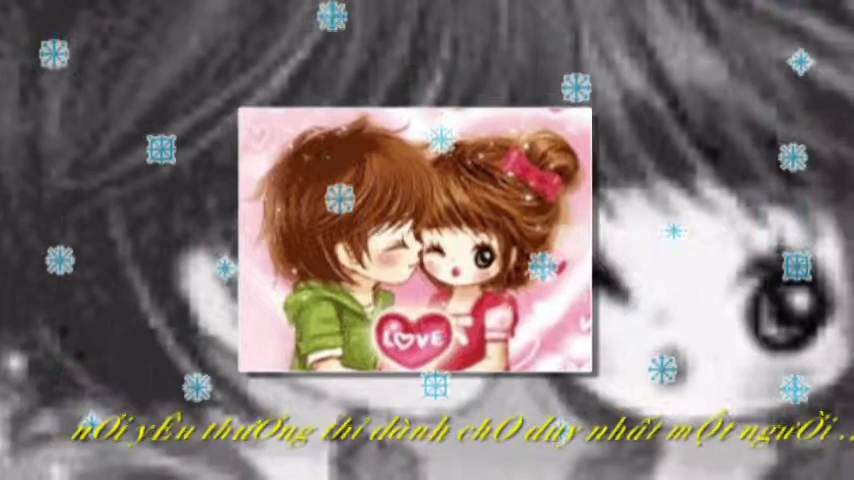 LOVE
nơi yêu thương thì dành chO duy nhất mỘt ngưỜi ...